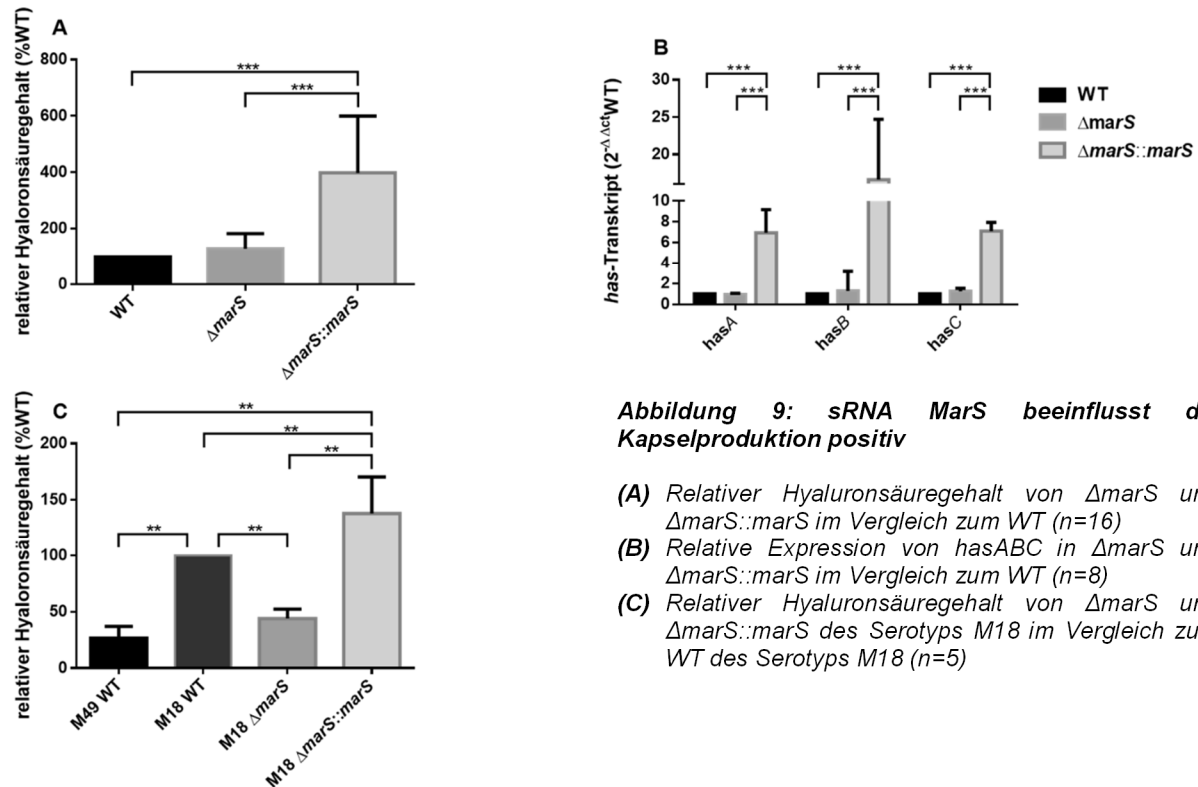 A
relativer Hyaloronsäuregehalt (%WT)
800
600
400
200
0
***
***
WT
ΔmarS
ΔmarS::marS
B
has-Transkript (2^-Δ Δct WT)
30
25
20
15
10
8
6
4
2
0
*** *** ***
*** *** ***
hasA
hasB
hasC
WT
ΔmarS
ΔmarS::marS
C
relativer Hyaloronsäuregehalt (%WT)
200
150
100
50
0
**
**
**
** **
M49 WT
M18 WT
M18 ΔmarS
M18 ΔmarS::marS
Abbildung 9: sRNA MarS beeinflusst d
Kapselproduktion positiv
(A) Relativer Hyaluronsäuregehalt von ΔmarS un
ΔmarS::marS im Vergleich zum WT (n=16)
(B) Relative Expression von hasABC in ΔmarS un
ΔmarS::marS im Vergleich zum WT (n=8)
(C) Relativer Hyaluronsäuregehalt von ΔmarS un
ΔmarS::marS des Serotyps M18 im Vergleich zu
WT des Serotyps M18 (n=5)